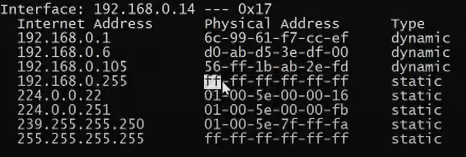 Interface: 192.168.0.14 --- 0x17
Internet Address Physical Address Type
192.168.0.1 6c-99-61-f7-cc-ef dynamic
192.168.0.6 d0-ab-d5-3e-df-00 dynamic
192.168.0.105 56-ff-1b-ab-2e-fd dynamic
192.168.0.255 ff-ff-ff-ff-ff-ff static
224.0.0.22 01-00-5e-00-00-16 static
224.0.0.251 01-00-5e-00-00-fb static
239.255.255.250 01-00-5e-7f-ff-fa static
255.255.255.255 ff-ff-ff-ff-ff-ff static